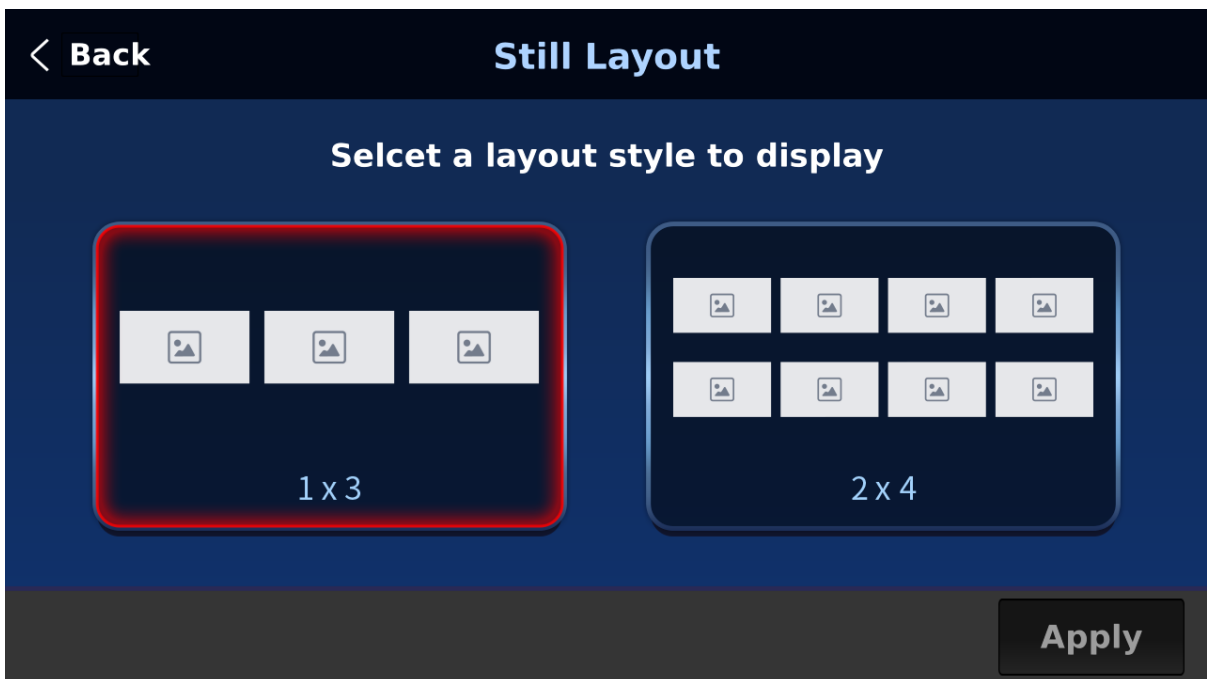 Back
Still Layout
Selcet a layout style to display
1 x 3
2 x 4
Apply